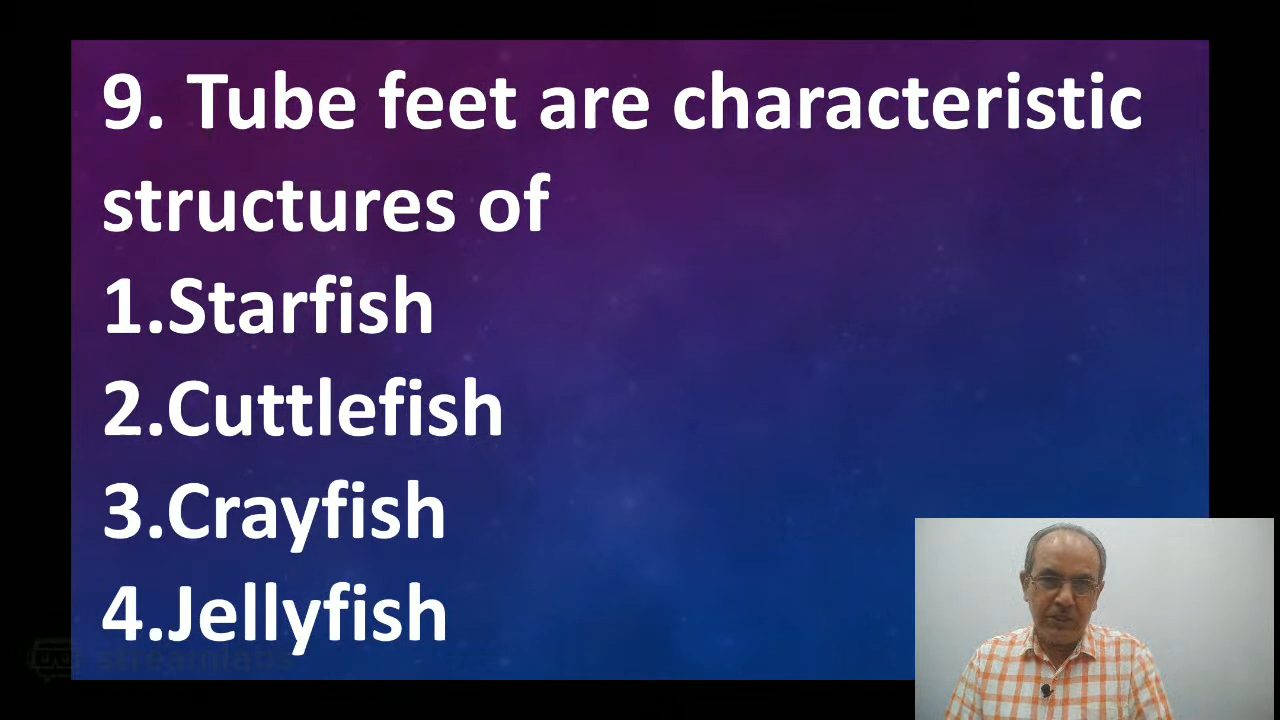 9. Tube feet are characteristic
structures of
1.Starfish
2.Cuttlefish
3.Crayfish
4.Jellyfish
streamlabs